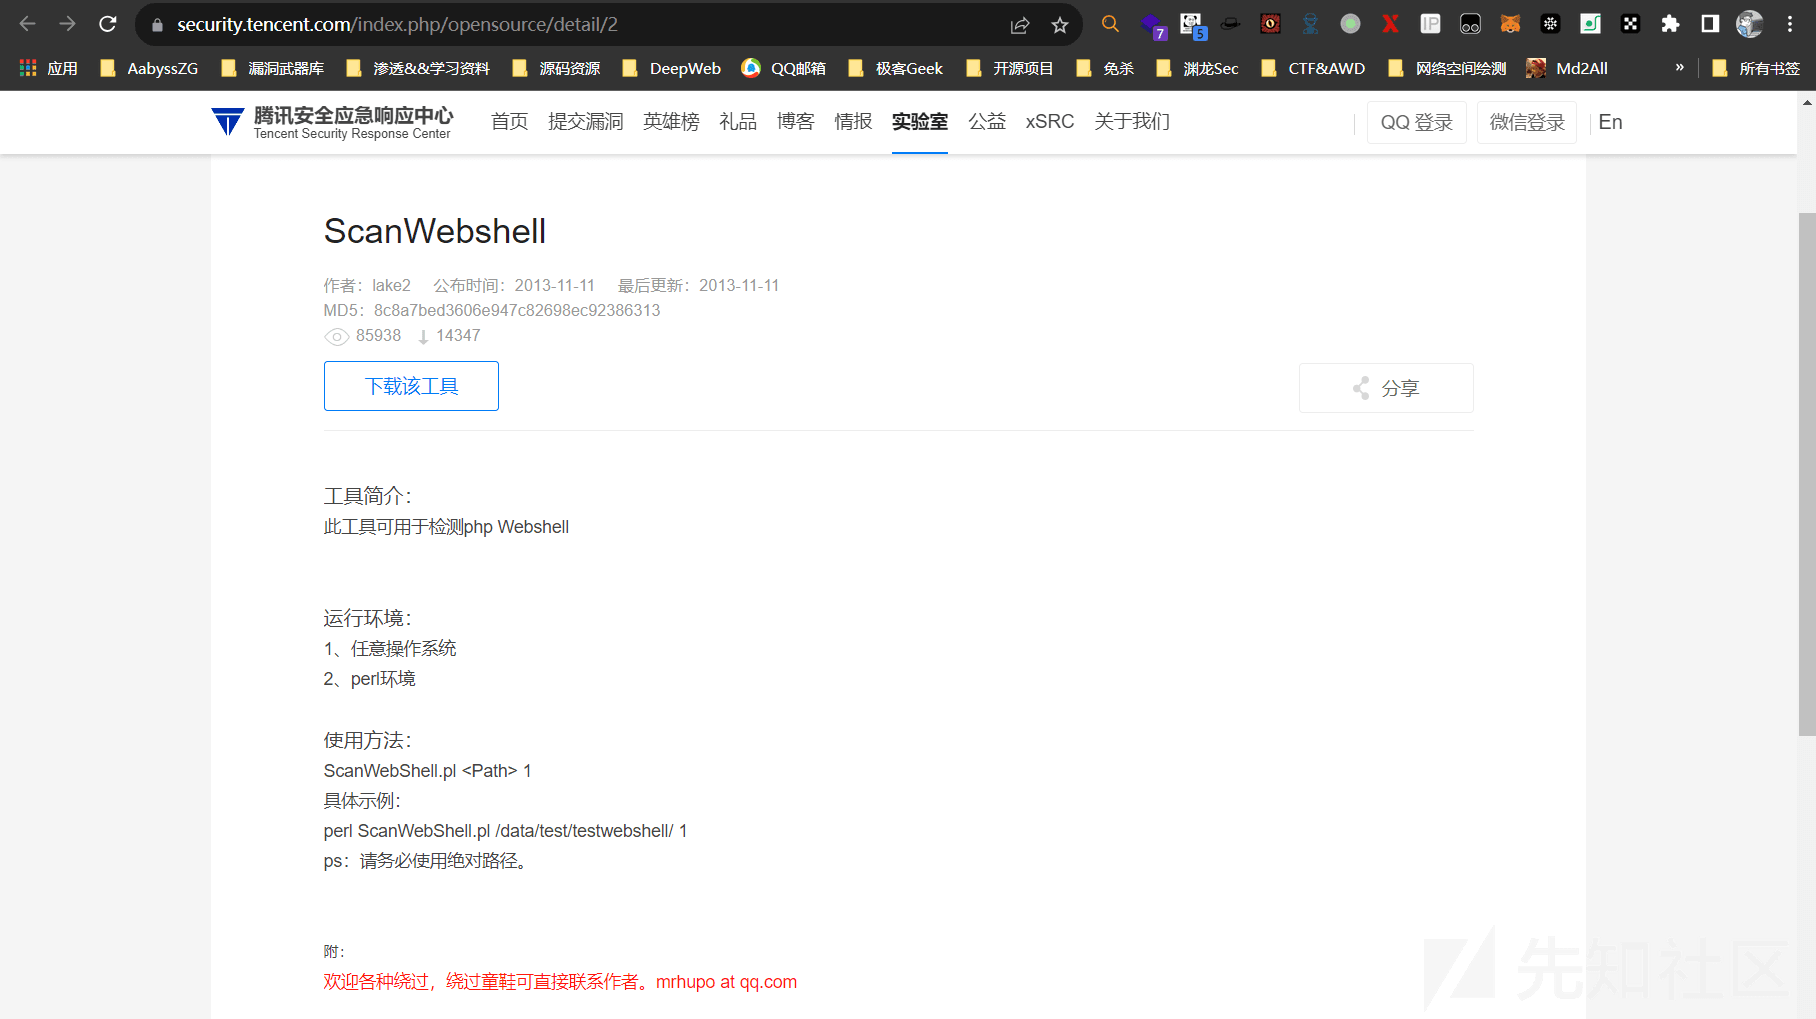 security.tencent.com/index.php/opensource/detail/2
7
5
IP
应用 AabyssZG 漏洞武器库 渗透&&学习资料 源码资源 DeepWeb QQ邮箱 极客Geek 开源项目 免杀 渊龙Sec CTF&AWD 网络空间绘测 Md2All » 所有书签
腾讯安全应急响应中心
Tencent Security Response Center
首页 提交漏洞 英雄榜 礼品 博客 情报 实验室 公益 xSRC 关于我们 QQ 登录 微信登录 En
ScanWebshell
作者：lake2 公布时间：2013-11-11 最后更新：2013-11-11
MD5：8c8a7bed3606e947c82698ec92386313
85938 14347
下载该工具 分享
工具简介：
此工具可用于检测php Webshell
运行环境：
1、任意操作系统
2、perl环境
使用方法：
ScanWebShell.pl <Path> 1
具体示例：
perl ScanWebShell.pl /data/test/testwebshell/ 1
ps：请务必使用绝对路径。
附：
欢迎各种绕过，绕过童鞋可直接联系作者。mrhupo at qq.com
先知社区